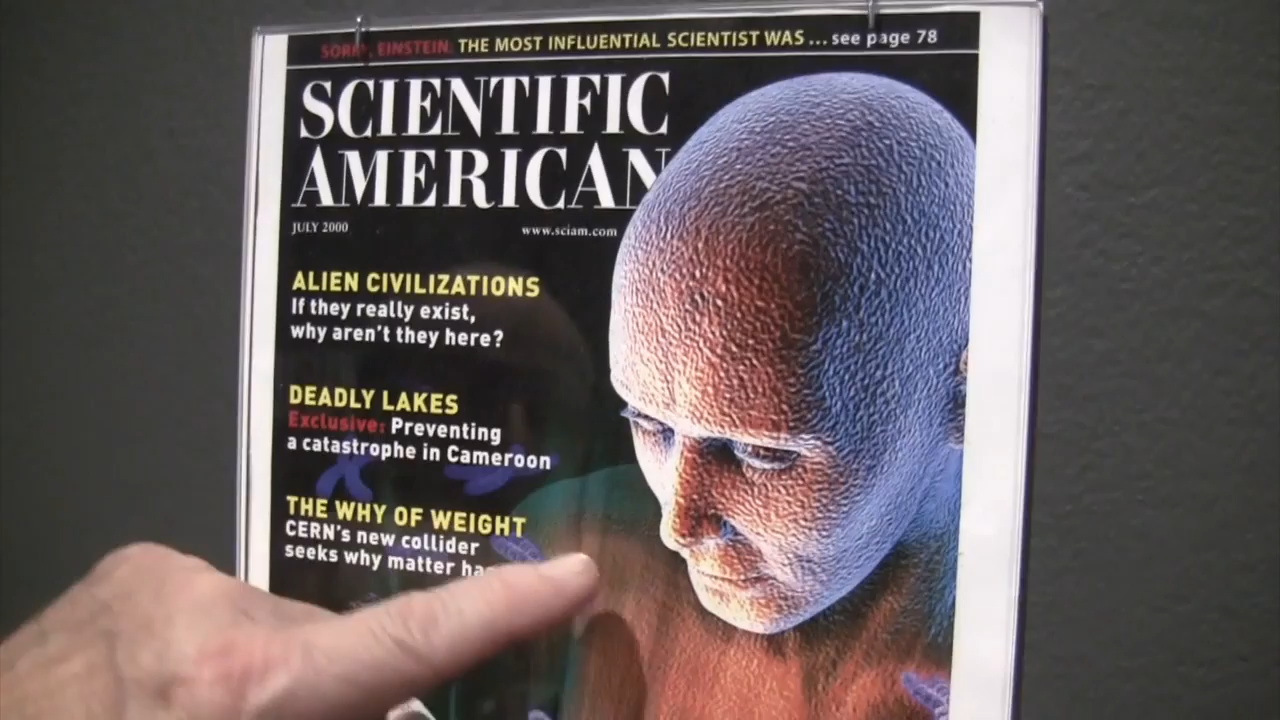 SORRY, EINSTEIN. THE MOST INFLUENTIAL SCIENTIST WAS ... see page 78
SCIENTIFIC
AMERICAN
JULY 2000
www.sciam.com
ALIEN CIVILIZATIONS
If they really exist,
why aren't they here?
DEADLY LAKES
Exclusive: Preventing
a catastrophe in Cameroon
THE WHY OF WEIGHT
CERN's new collider
seeks why matter